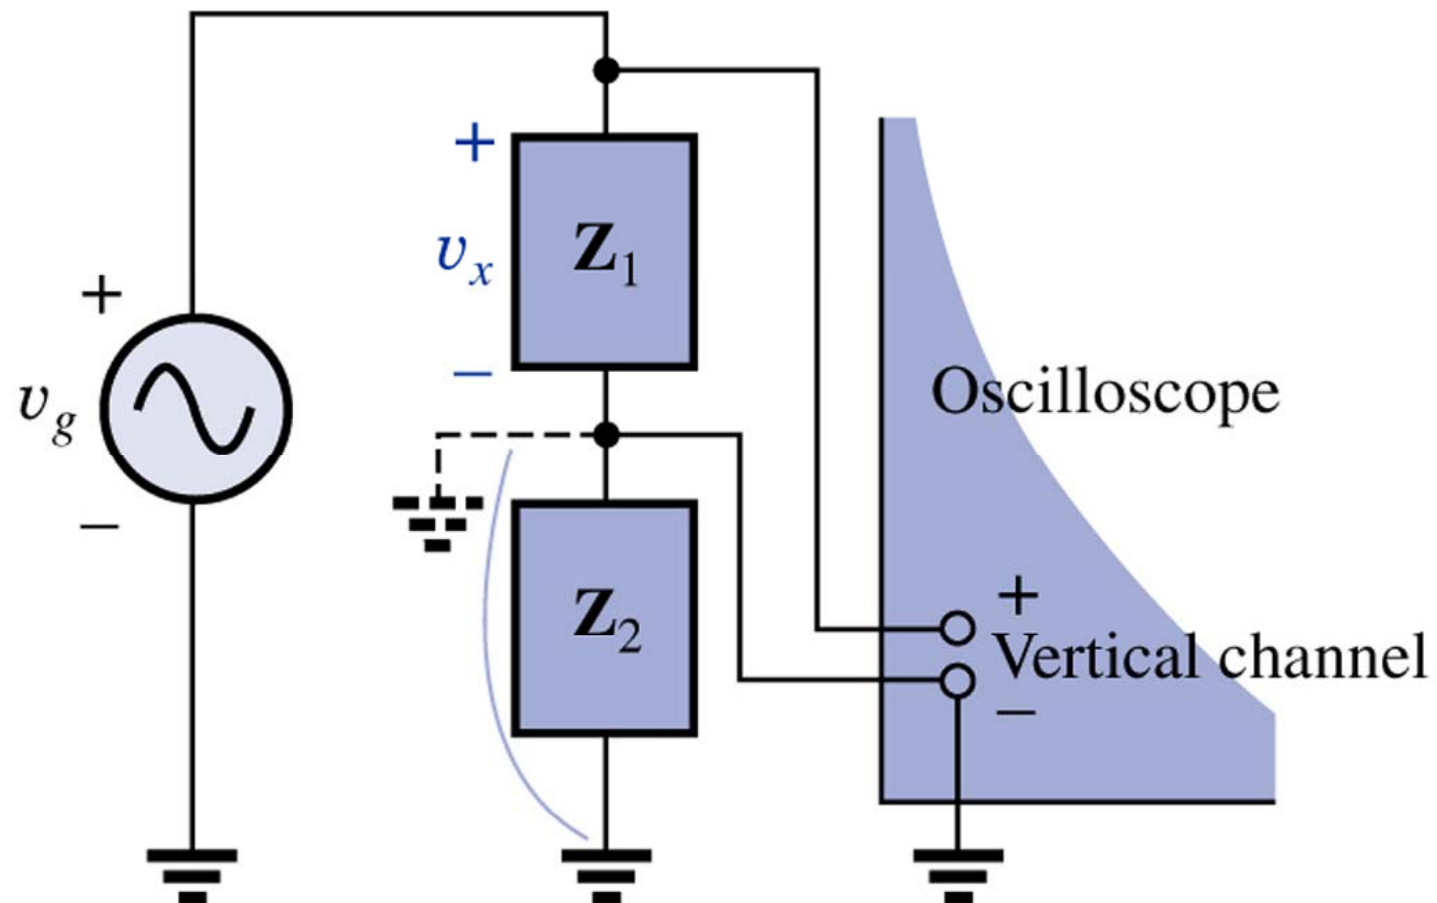 +
v_x
−
Z_1
+
v_g
−
Z_2
Oscilloscope
+
Vertical channel
−